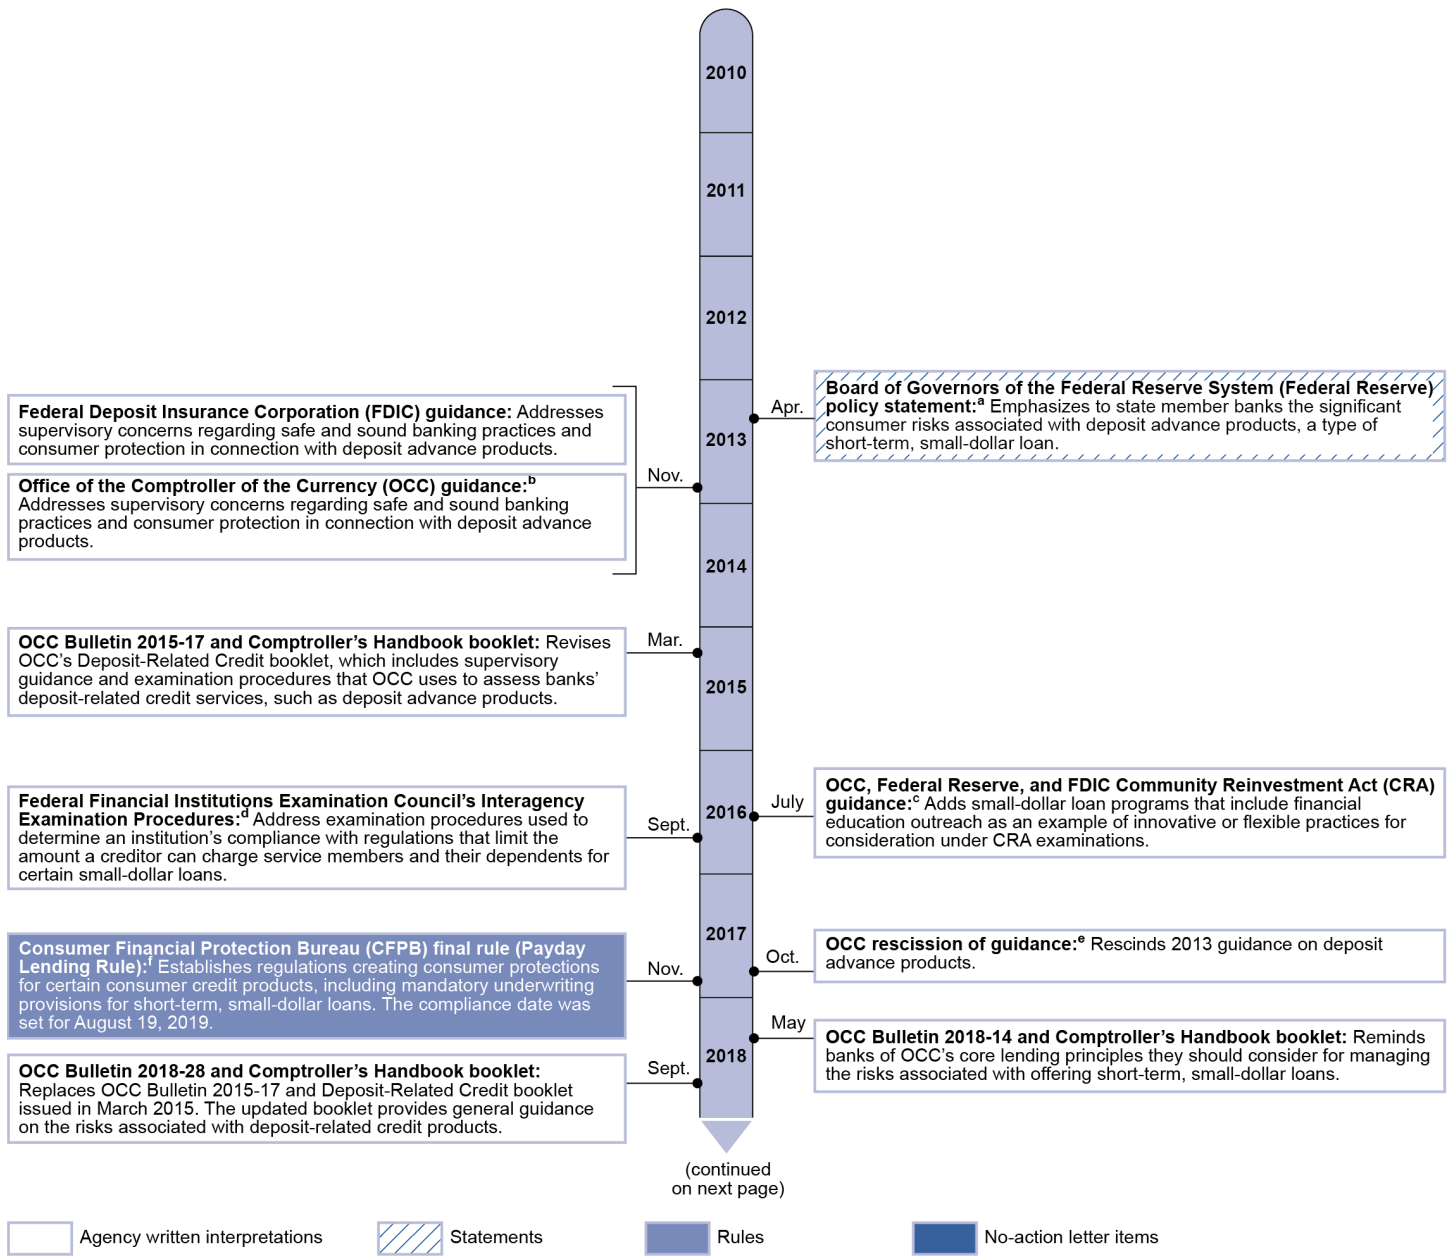 2010
2011
2012
2013
Apr.
Board of Governors of the Federal Reserve System (Federal Reserve)
policy statement:a Emphasizes to state member banks the significant
consumer risks associated with deposit advance products, a type of
short-term, small-dollar loan.
Federal Deposit Insurance Corporation (FDIC) guidance: Addresses
supervisory concerns regarding safe and sound banking practices and
consumer protection in connection with deposit advance products.
Nov.
Office of the Comptroller of the Currency (OCC) guidance:b
Addresses supervisory concerns regarding safe and sound banking
practices and consumer protection in connection with deposit advance
products.
2014
OCC Bulletin 2015-17 and Comptroller’s Handbook booklet: Revises
OCC’s Deposit-Related Credit booklet, which includes supervisory
guidance and examination procedures that OCC uses to assess banks’
deposit-related credit services, such as deposit advance products.
Mar.
2015
2016
July
OCC, Federal Reserve, and FDIC Community Reinvestment Act (CRA)
guidance:c Adds small-dollar loan programs that include financial
education outreach as an example of innovative or flexible practices for
consideration under CRA examinations.
Federal Financial Institutions Examination Council’s Interagency
Examination Procedures:d Address examination procedures used to
determine an institution’s compliance with regulations that limit the
amount a creditor can charge service members and their dependents for
certain small-dollar loans.
Sept.
2017
Oct.
OCC rescission of guidance:e Rescinds 2013 guidance on deposit
advance products.
Consumer Financial Protection Bureau (CFPB) final rule (Payday
Lending Rule):f Establishes regulations creating consumer protections
for certain consumer credit products, including mandatory underwriting
provisions for short-term, small-dollar loans. The compliance date was
set for August 19, 2019.
Nov.
2018
May
OCC Bulletin 2018-14 and Comptroller’s Handbook booklet: Reminds
banks of OCC’s core lending principles they should consider for managing
the risks associated with offering short-term, small-dollar loans.
OCC Bulletin 2018-28 and Comptroller’s Handbook booklet:
Replaces OCC Bulletin 2015-17 and Deposit-Related Credit booklet
issued in March 2015. The updated booklet provides general guidance
on the risks associated with deposit-related credit products.
Sept.
(continued
on next page)
Agency written interpretations
Statements
Rules
No-action letter items